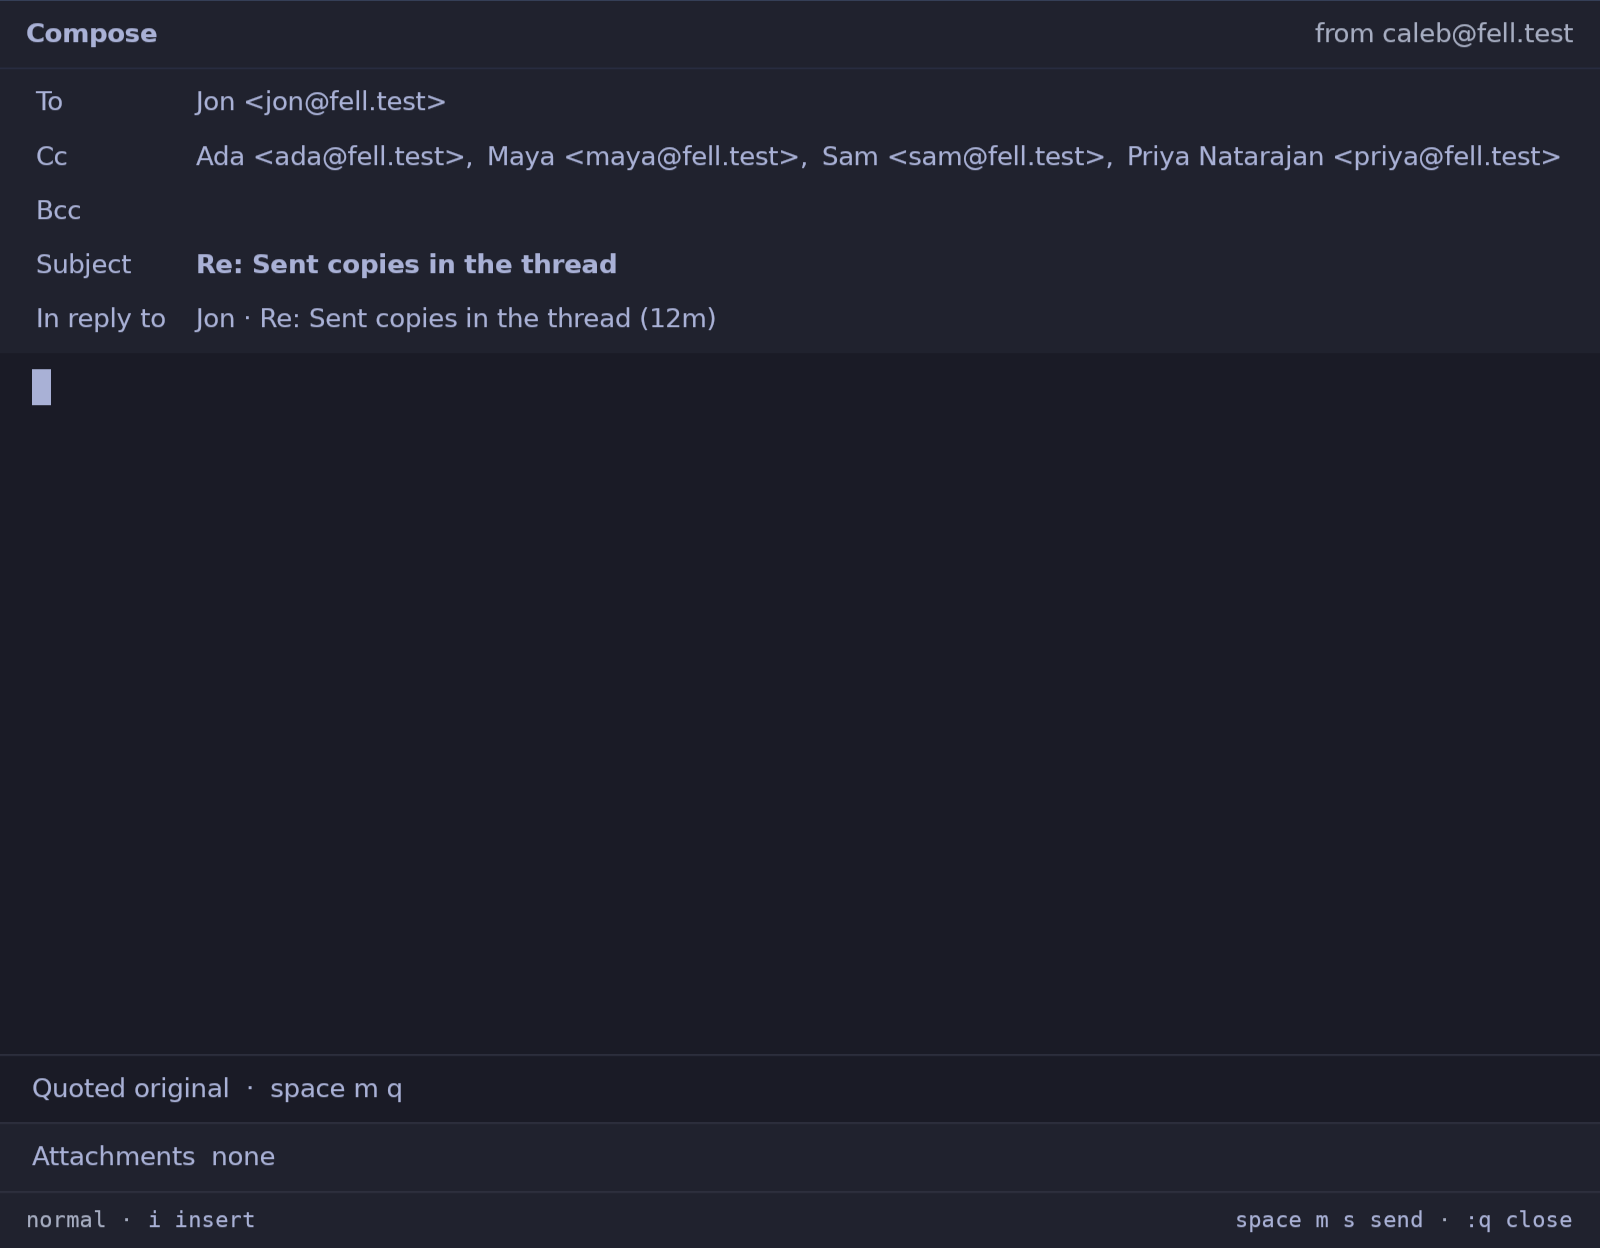 Compose from caleb@fell.test
To Jon <jon@fell.test>
Cc Ada <ada@fell.test>, Maya <maya@fell.test>, Sam <sam@fell.test>, Priya Natarajan <priya@fell.test>
Bcc
Subject Re: Sent copies in the thread
In reply to Jon · Re: Sent copies in the thread (12m)
Quoted original · space m q
Attachments none
normal · i insert space m s send · :q close